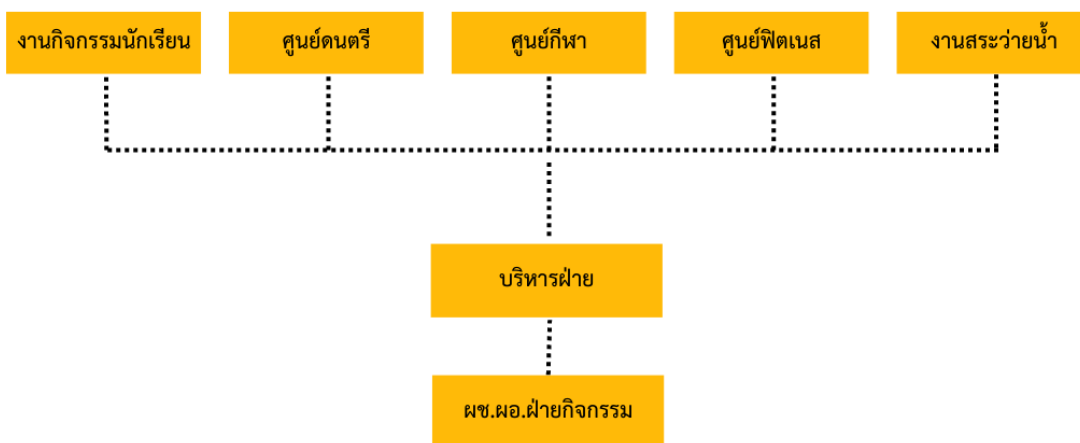 งานกิจกรรมนักเรียน
ศูนย์ดนตรี
ศูนย์กีฬา
ศูนย์ฟิตเนส
งานสระว่ายน้ำ
บริหารฝ่าย
ผช.ผอ.ฝ่ายกิจกรรม